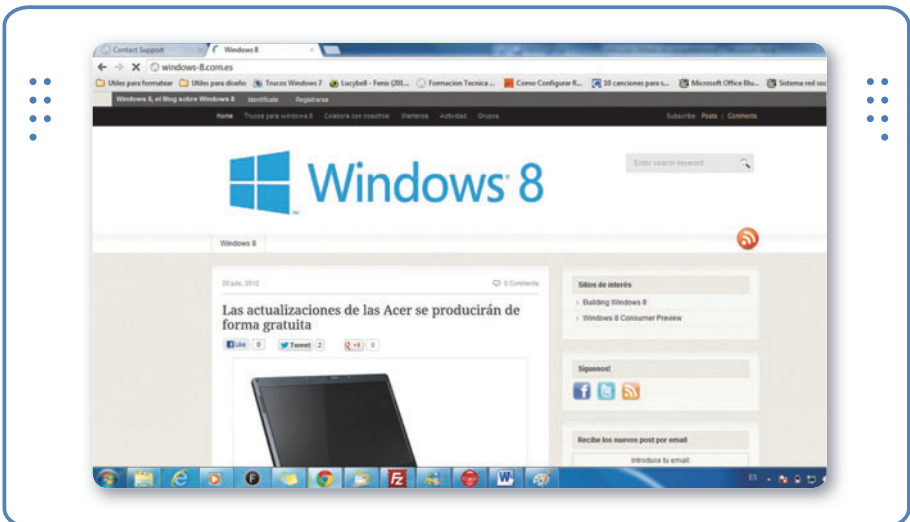 Contact Support
Windows 8
windows-8.com.es
Utiles para formatear Utiles para diseño Trucos Windows 7 Lucybell - Fenix (201... Formacion Tecnica ... Como Configurar R... 10 canciones para s... Microsoft Office Blu... Sistema red soc
Windows 8, el Blog sobre Windows 8 Identifícate Registrarse
Home Trucos para windows 8 Colabora con nosotros! Miembros Actividad Grupos Subscribe: Posts | Comments
Windows 8
Enter search keyword
Windows 8
0 Comments
Las actualizaciones de las Acer se producirán de
forma gratuita
Like 0 Tweet 2 +1 0
Sitios de interés
Building Windows 8
Windows 8 Consumer Preview
Siguenos!
Recibe los nuevos post por email
Introduce tu email:
ES